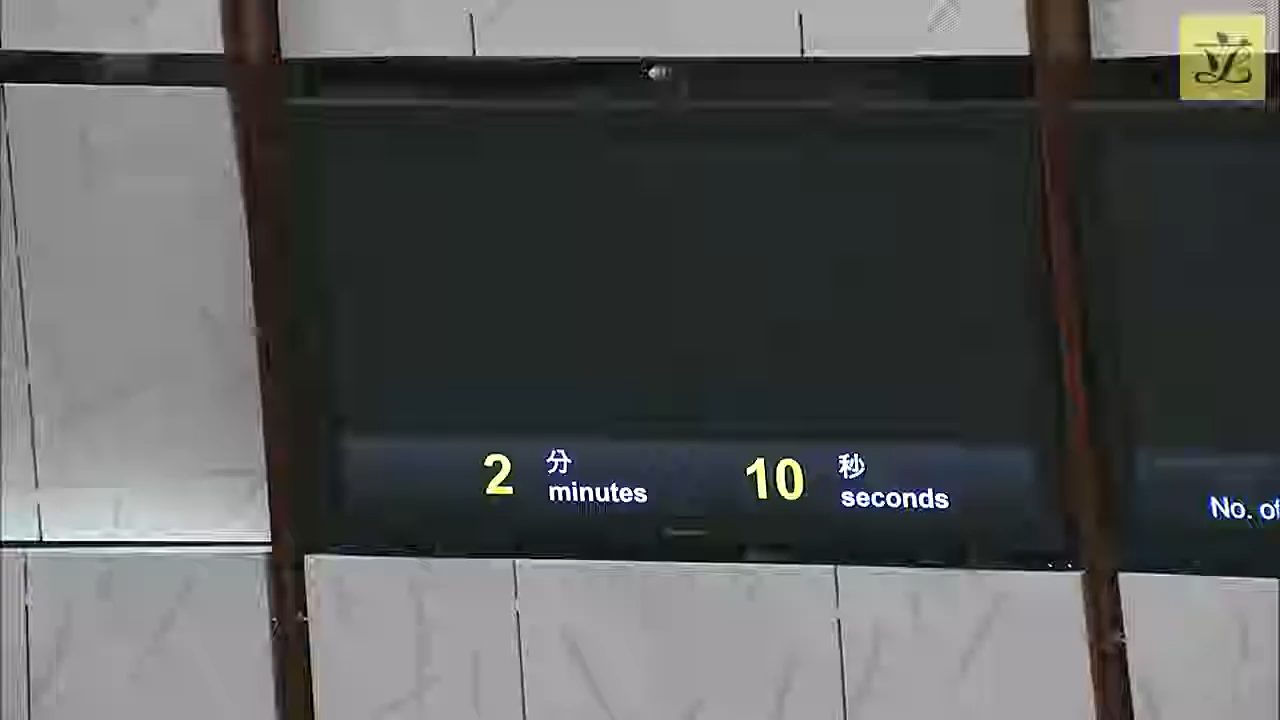 2 分 10 秒
minutes seconds
No. of